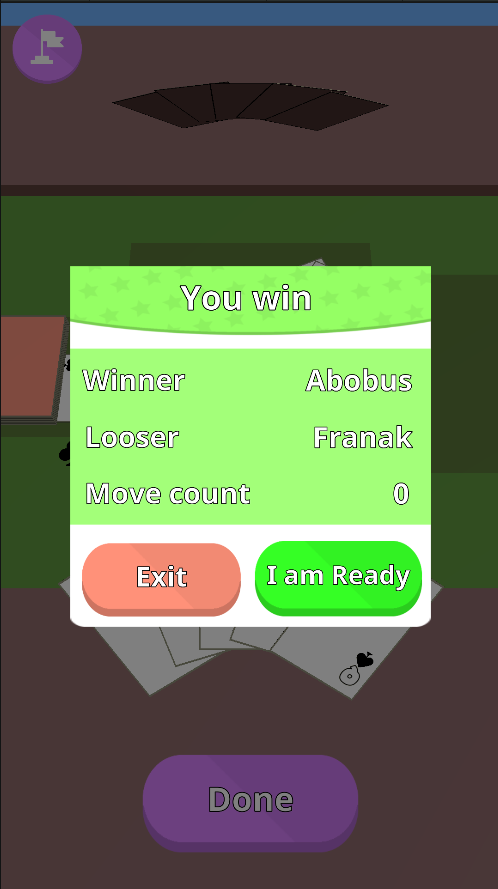 You win
Winner Abobus
Looser Franak
Move count 0
Exit I am Ready
Done